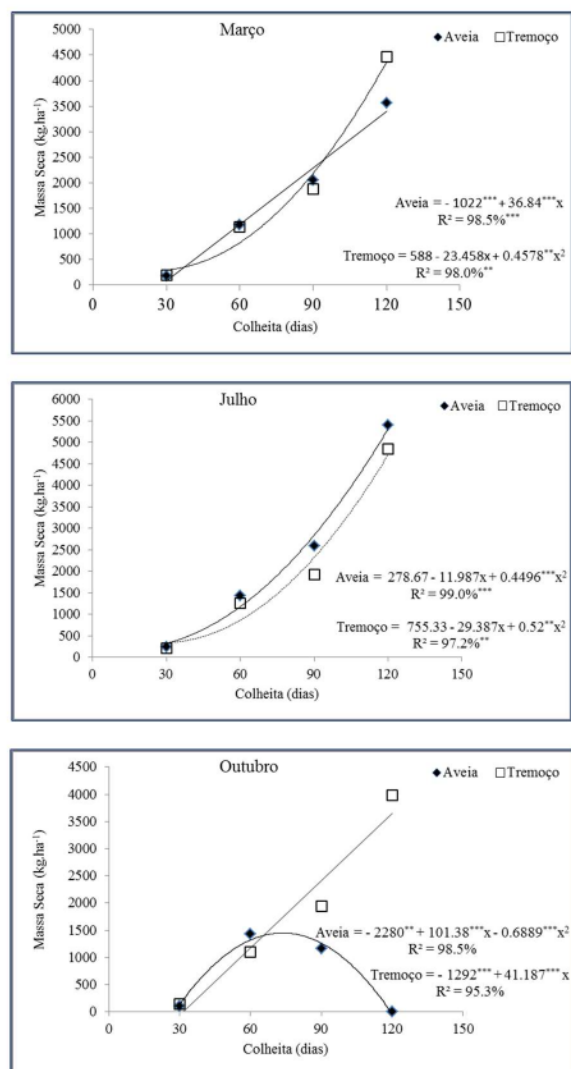 Março
Aveia Tremoço
5000
4500
4000
3500
3000
2500
2000
1500
1000
500
0
Massa Seca (kg.ha⁻¹)
Aveia = - 1022*** + 36.84***x
R² = 98.5%***
Tremoço = 588 - 23.458x + 0.4578**x²
R² = 98.0%**
0 30 60 90 120 150
Colheita (dias)
Julho
Aveia Tremoço
6000
5500
5000
4500
4000
3500
3000
2500
2000
1500
1000
500
0
Massa Seca (kg.ha⁻¹)
Aveia = 278.67 - 11.987x + 0.4496***x²
R² = 99.0%***
Tremoço = 755.33 - 29.387x + 0.52**x²
R² = 97.2%**
0 30 60 90 120 150
Colheita (dias)
Outubro
Aveia Tremoço
4500
4000
3500
3000
2500
2000
1500
1000
500
0
Massa Seca (kg.ha⁻¹)
Aveia = - 2280** + 101.38***x - 0.6889***x²
R² = 98.5%
Tremoço = - 1292*** + 41.187***x
R² = 95.3%
0 30 60 90 120 150
Colheita (dias)